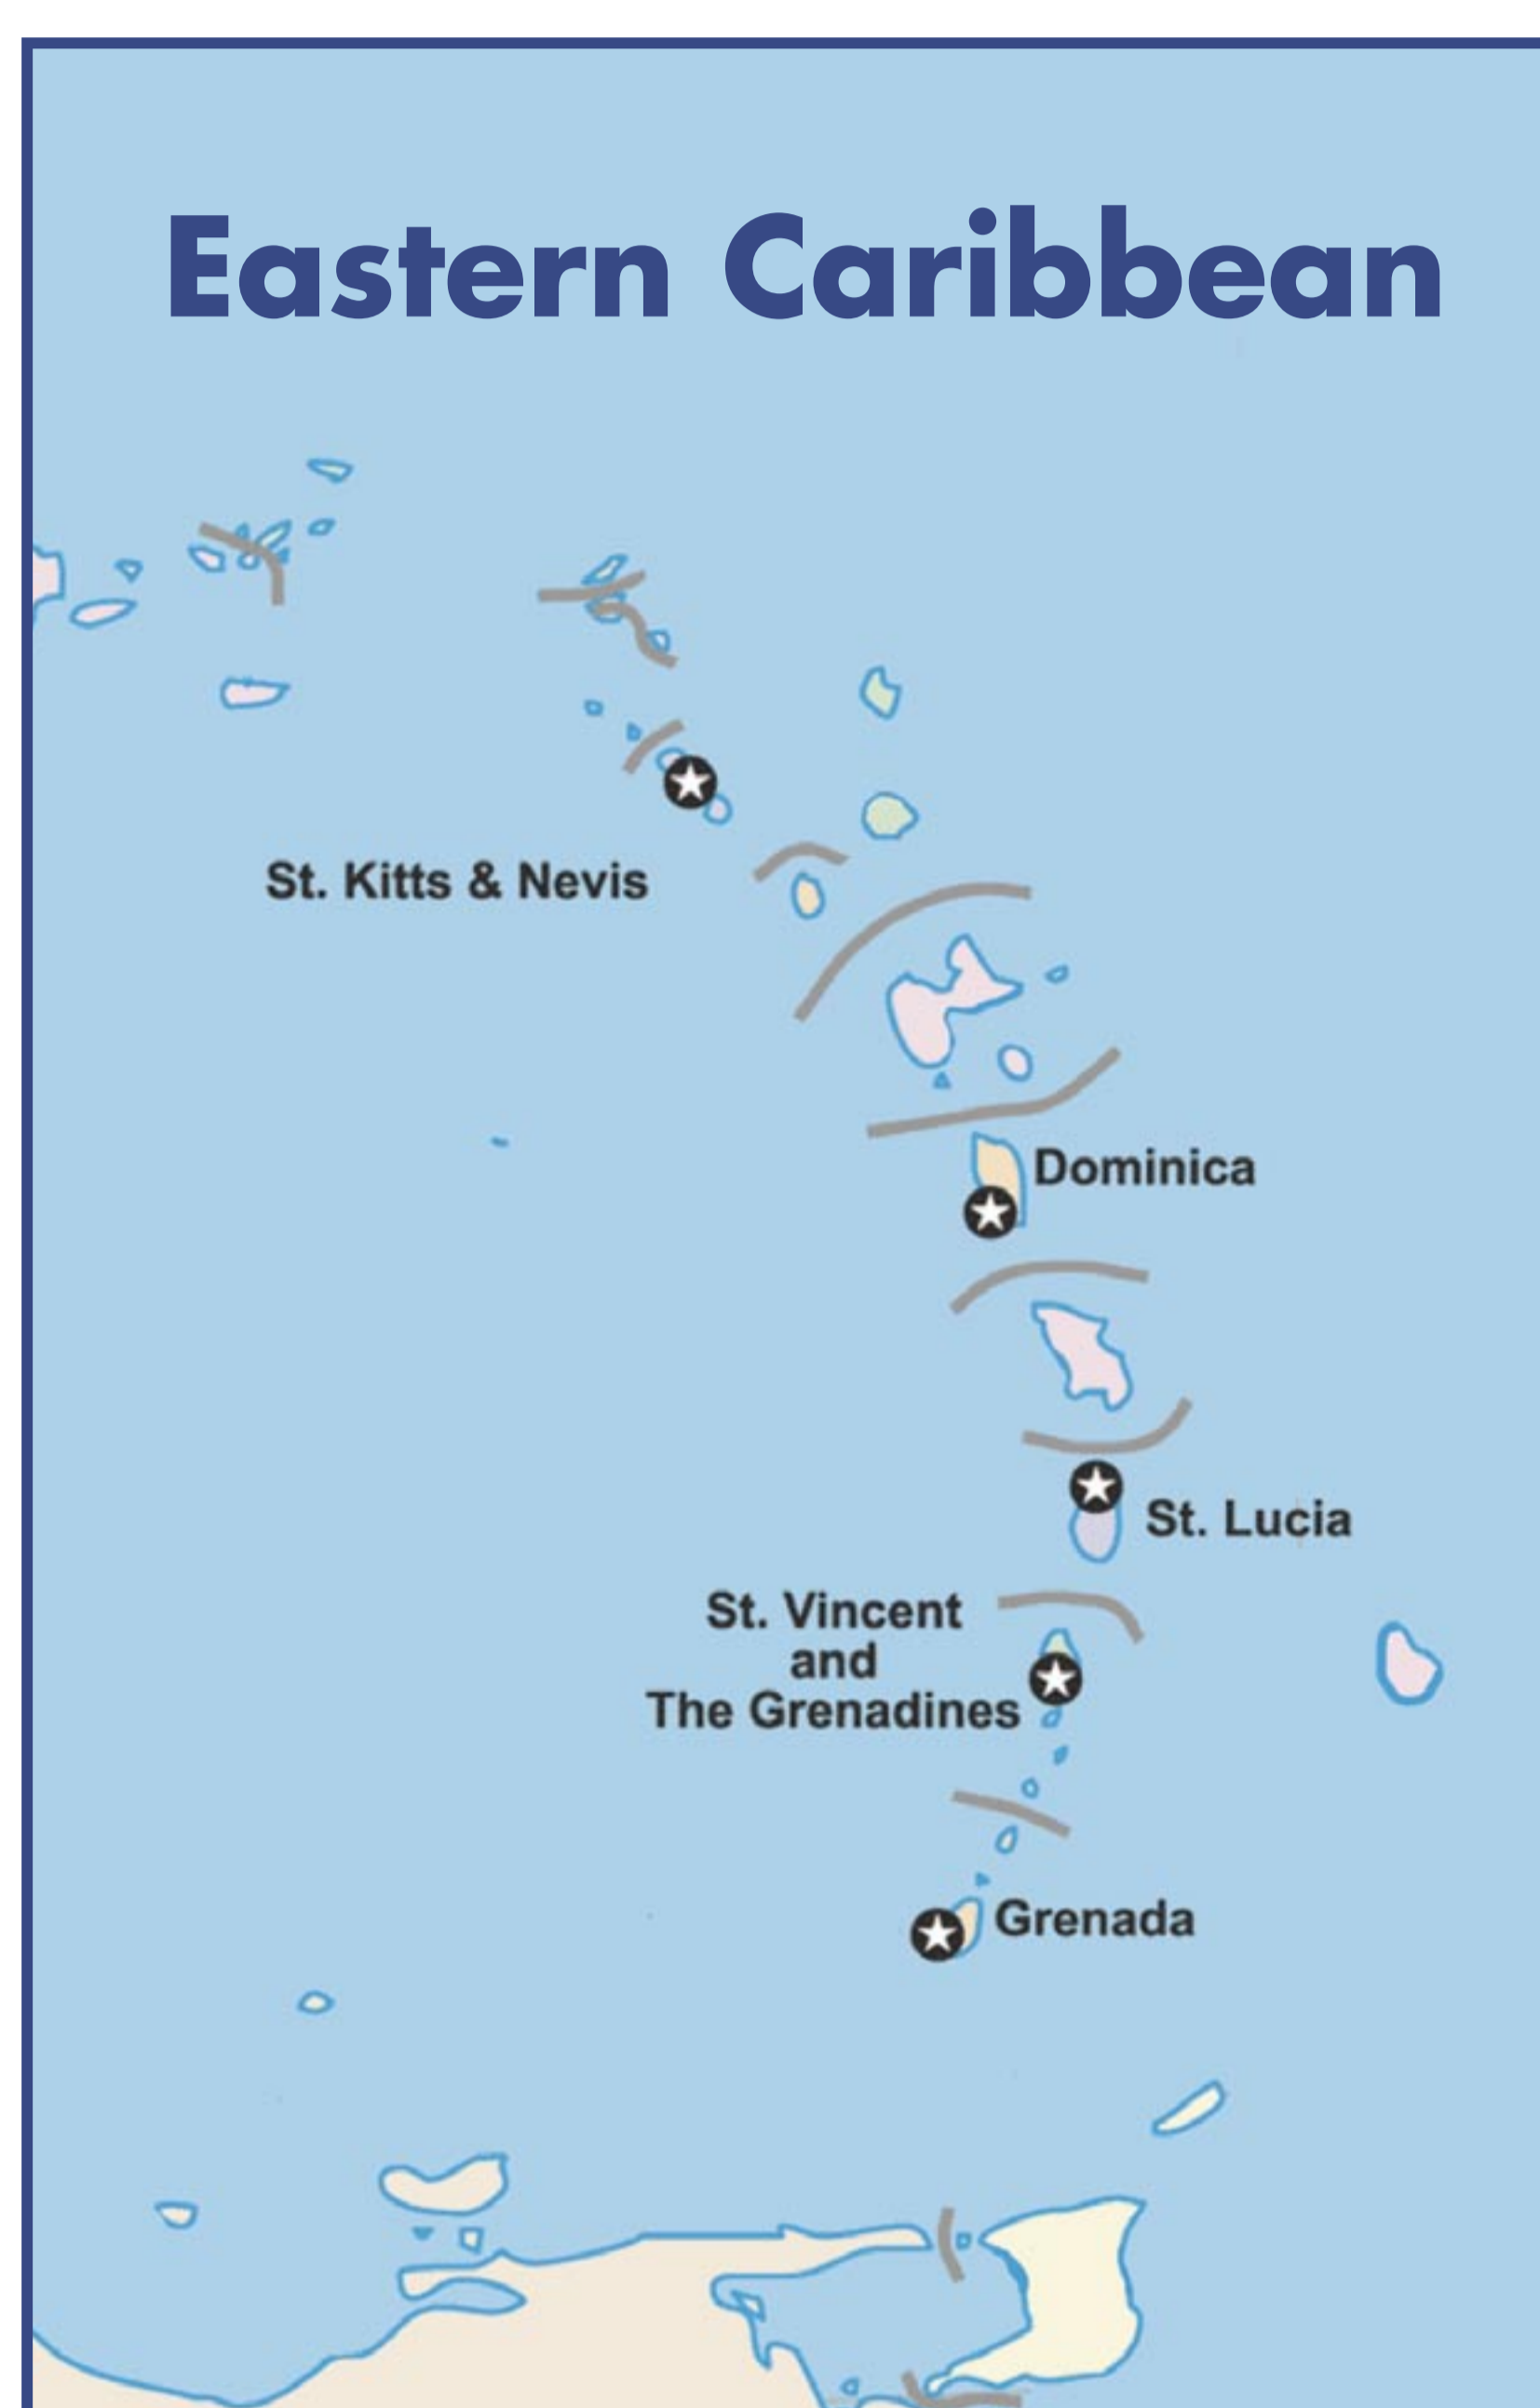 Eastern Caribbean
St. Kitts & Nevis
Dominica
St. Lucia
St. Vincent
and
The Grenadines
Grenada